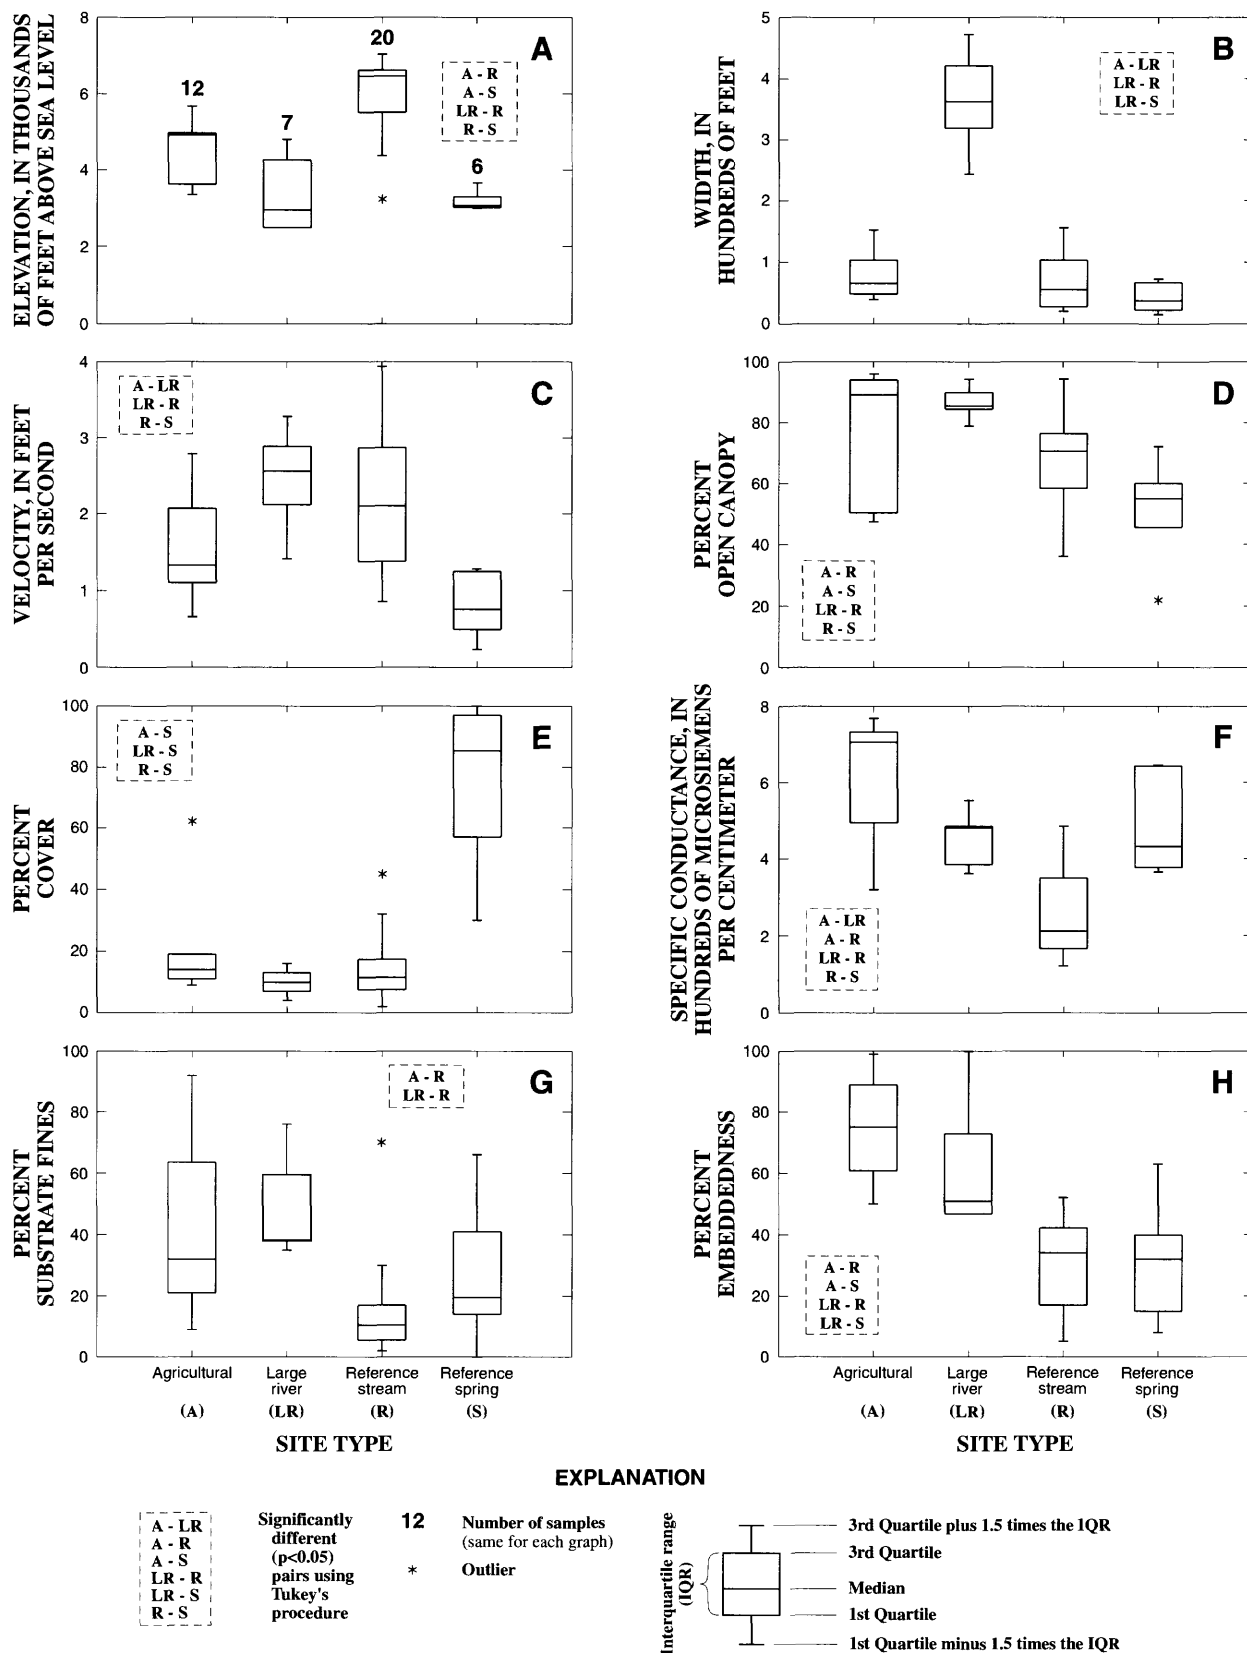 ELEVATION, IN THOUSANDS
OF FEET ABOVE SEA LEVEL
8
6
4
2
0
12
7
20
6
A - R
A - S
LR - R
R - S
A
WIDTH, IN
HUNDREDS OF FEET
5
4
3
2
1
0
A - LR
LR - R
LR - S
B
VELOCITY, IN FEET
PER SECOND
4
3
2
1
0
A - LR
LR - R
R - S
C
PERCENT
OPEN CANOPY
100
80
60
40
20
0
A - R
A - S
LR - R
R - S
D
PERCENT
COVER
100
80
60
40
20
0
A - S
LR - S
R - S
E
SPECIFIC CONDUCTANCE, IN
HUNDREDS OF MICROSIEMENS
PER CENTIMETER
8
6
4
2
0
A - LR
A - R
LR - R
R - S
F
PERCENT
SUBSTRATE FINES
100
80
60
40
20
0
A - R
LR - R
G
PERCENT
EMBEDDEDNESS
100
80
60
40
20
0
A - R
A - S
LR - R
LR - S
H
Agricultural
(A)
Large
river
(LR)
Reference
stream
(R)
Reference
spring
(S)
SITE TYPE
Agricultural
(A)
Large
river
(LR)
Reference
stream
(R)
Reference
spring
(S)
SITE TYPE
EXPLANATION
A - LR
A - R
A - S
LR - R
LR - S
R - S
Significantly
different
(p<0.05)
pairs using
Tukey's
procedure
12
Number of samples
(same for each graph)
*
Outlier
Interquartile range
(IQR)
3rd Quartile plus 1.5 times the IQR
3rd Quartile
Median
1st Quartile
1st Quartile minus 1.5 times the IQR